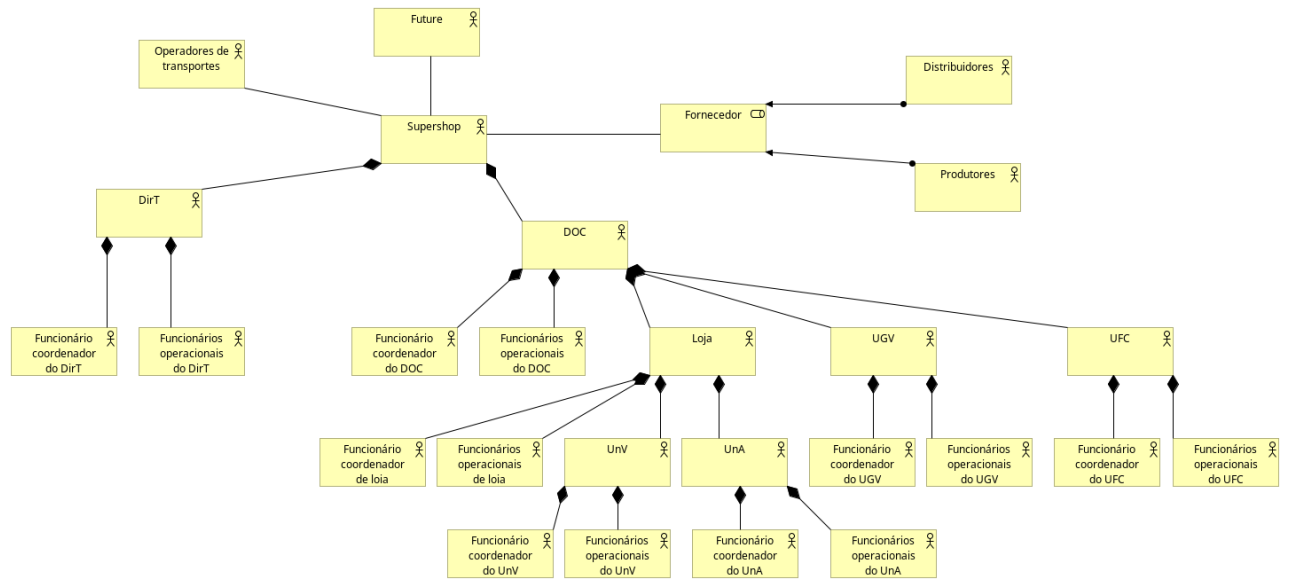 Future
Operadores de
transportes
Distribuidores
Fornecedor
Supershop
Produtores
DirT
DOC
Funcionário
coordenador
do DirT
Funcionários
operacionais
do DirT
Funcionário
coordenador
do DOC
Funcionários
operacionais
do DOC
Loja
UGV
UFC
Funcionário
coordenador
de loia
Funcionários
operacionais
de loia
UnV
UnA
Funcionário
coordenador
do UGV
Funcionários
operacionais
do UGV
Funcionário
coordenador
do UFC
Funcionários
operacionais
do UFC
Funcionário
coordenador
do UnV
Funcionários
operacionais
do UnV
Funcionário
coordenador
do UnA
Funcionários
operacionais
do UnA